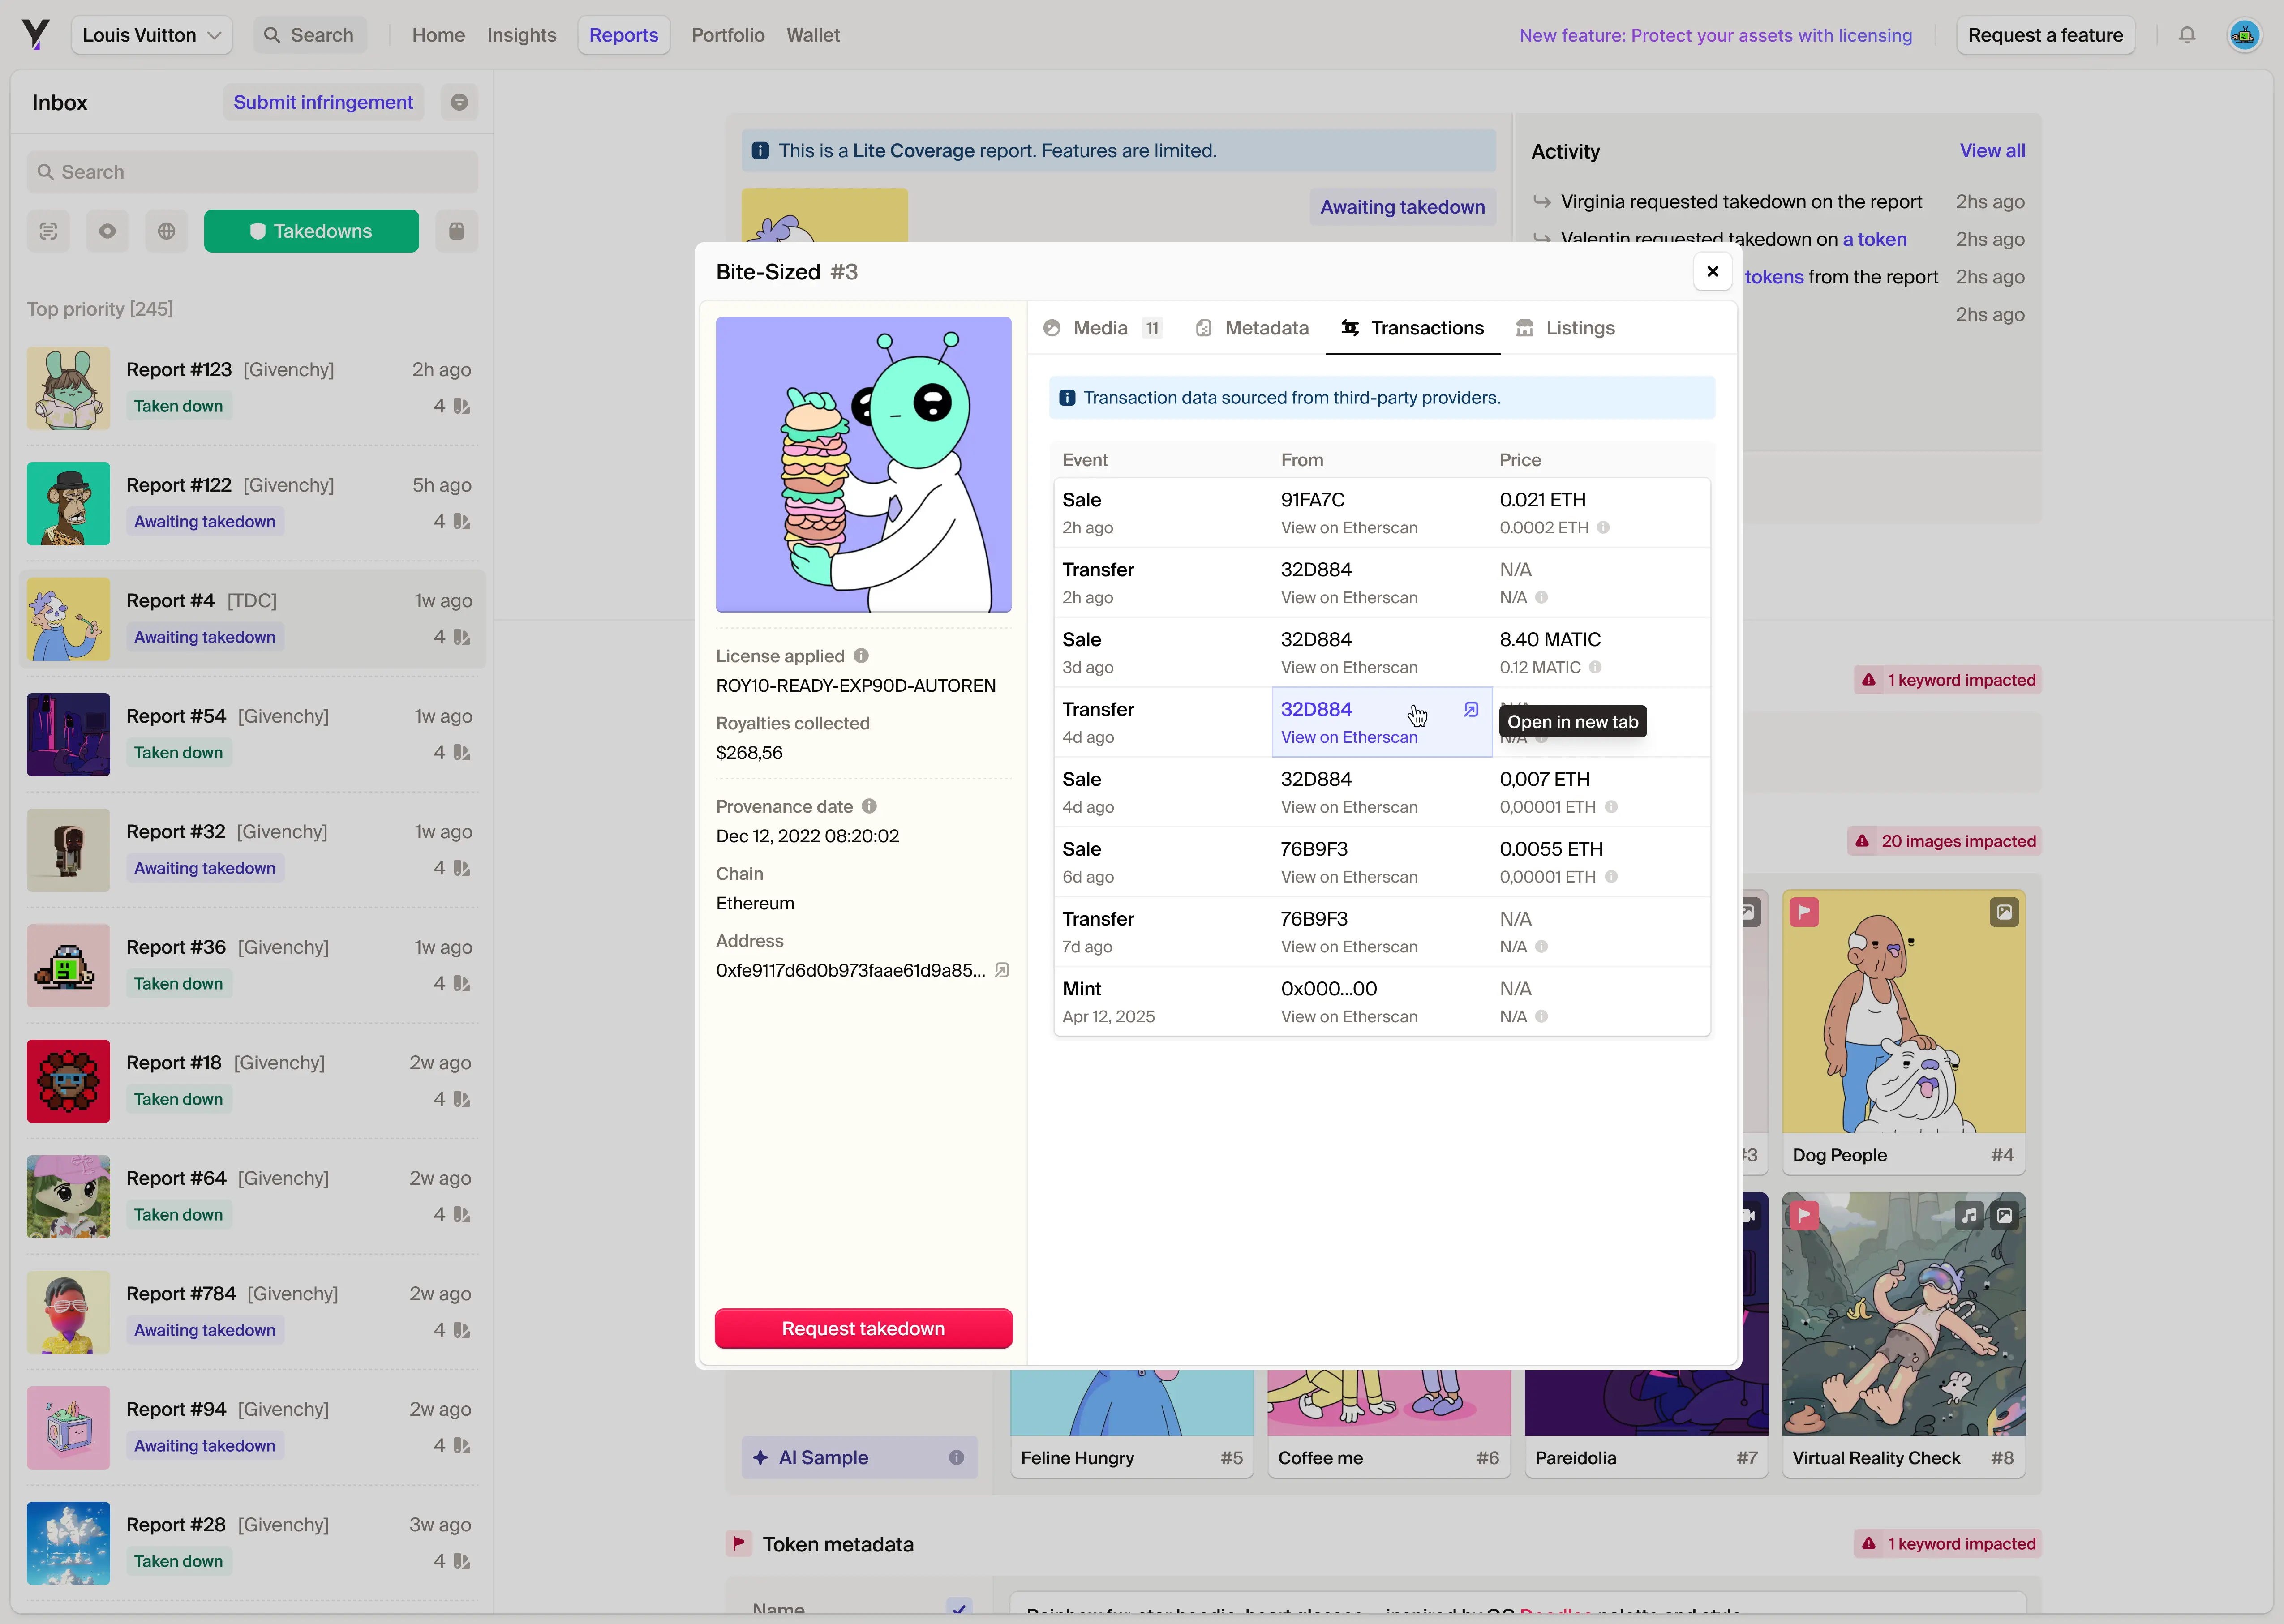 Louis Vuitton
Search
Home
Insights
Reports
Portfolio
Wallet
New feature: Protect your assets with licensing
Request a feature
Inbox
Submit infringement
Search
Takedowns
Top priority [245]
Report #123 [Givenchy] 2h ago
Taken down 4
Report #122 [Givenchy] 5h ago
Awaiting takedown 4
Report #4 [TDC] 1w ago
Awaiting takedown 4
Report #54 [Givenchy] 1w ago
Taken down 4
Report #32 [Givenchy] 1w ago
Awaiting takedown 4
Report #36 [Givenchy] 1w ago
Taken down 4
Report #18 [Givenchy] 2w ago
Taken down 4
Report #64 [Givenchy] 2w ago
Taken down 4
Report #784 [Givenchy] 2w ago
Awaiting takedown 4
Report #94 [Givenchy] 2w ago
Awaiting takedown 4
Report #28 [Givenchy] 3w ago
Taken down 4
This is a Lite Coverage report. Features are limited.
Awaiting takedown
Activity View all
Virginia requested takedown on the report 2hs ago
Valentin requested takedown on a token 2hs ago
tokens from the report 2hs ago
2hs ago
Bite-Sized #3
License applied
ROY10-READY-EXP90D-AUTOREN
Royalties collected
$268,56
Provenance date
Dec 12, 2022 08:20:02
Chain
Ethereum
Address
0xfe9117d6d0b973faae61d9a85...
Request takedown
Media 11
Metadata
Transactions
Listings
Transaction data sourced from third-party providers.
Event From Price
Sale 91FA7C 0.021 ETH
2h ago View on Etherscan 0.0002 ETH
Transfer 32D884 N/A
2h ago View on Etherscan N/A
Sale 32D884 8.40 MATIC
3d ago View on Etherscan 0.12 MATIC
Transfer 32D884
4d ago View on Etherscan N/A
Open in new tab
Sale 32D884 0,007 ETH
4d ago View on Etherscan 0,00001 ETH
Sale 76B9F3 0.0055 ETH
6d ago View on Etherscan 0,00001 ETH
Transfer 76B9F3 N/A
7d ago View on Etherscan N/A
Mint 0x000...00 N/A
Apr 12, 2025 View on Etherscan N/A
1 keyword impacted
20 images impacted
#3
Dog People #4
AI Sample
Feline Hungry #5
Coffee me #6
Pareidolia #7
Virtual Reality Check #8
Token metadata
1 keyword impacted
Name